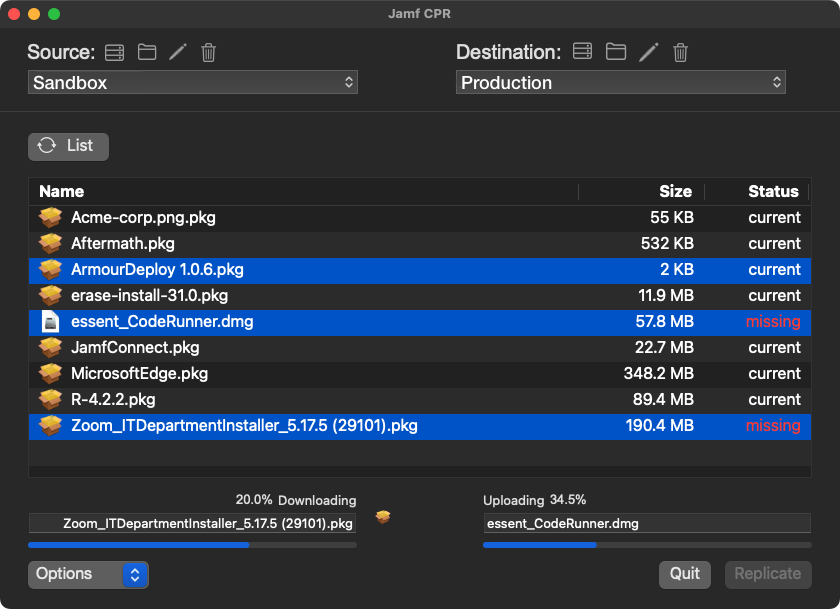 Jamf CPR
Source:
Destination:
Sandbox
Production
List
Name Size Status
Acme-corp.png.pkg 55 KB current
Aftermath.pkg 532 KB current
ArmourDeploy 1.0.6.pkg 2 KB current
erase-install-31.0.pkg 11.9 MB current
essent_CodeRunner.dmg 57.8 MB missing
JamfConnect.pkg 22.7 MB current
MicrosoftEdge.pkg 348.2 MB current
R-4.2.2.pkg 89.4 MB current
Zoom_ITDepartmentInstaller_5.17.5 (29101).pkg 190.4 MB missing
20.0% Downloading
Uploading 34.5%
Zoom_ITDepartmentInstaller_5.17.5 (29101).pkg
essent_CodeRunner.dmg
Options
Quit
Replicate